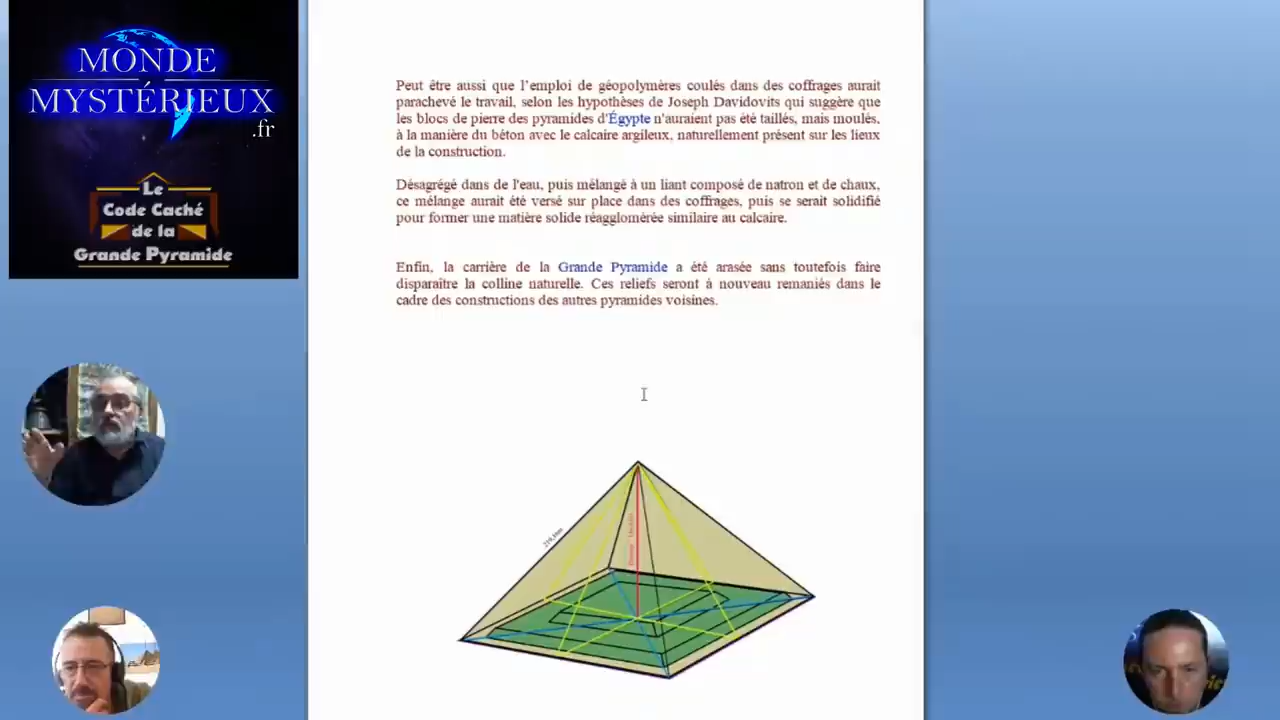 MONDE
MYSTÉRIEUX
.fr
Le
Code Caché
de la
Grande Pyramide
Peut être aussi que l'emploi de géopolymères coulés dans des coffrages aurait
parachevé le travail, selon les hypothèses de Joseph Davidovits qui suggère que
les blocs de pierre des pyramides d'Égypte n'auraient pas été taillés, mais moulés,
à la manière du béton avec le calcaire argileux, naturellement présent sur les lieux
de la construction.
Désagrégé dans de l'eau, puis mélangé à un liant composé de natron et de chaux,
ce mélange aurait été versé sur place dans des coffrages, puis se serait solidifié
pour former une matière solide réagglomérée similaire au calcaire.
Enfin, la carrière de la Grande Pyramide a été arasée sans toutefois faire
disparaître la colline naturelle. Ces reliefs seront à nouveau remaniés dans le
cadre des constructions des autres pyramides voisines.